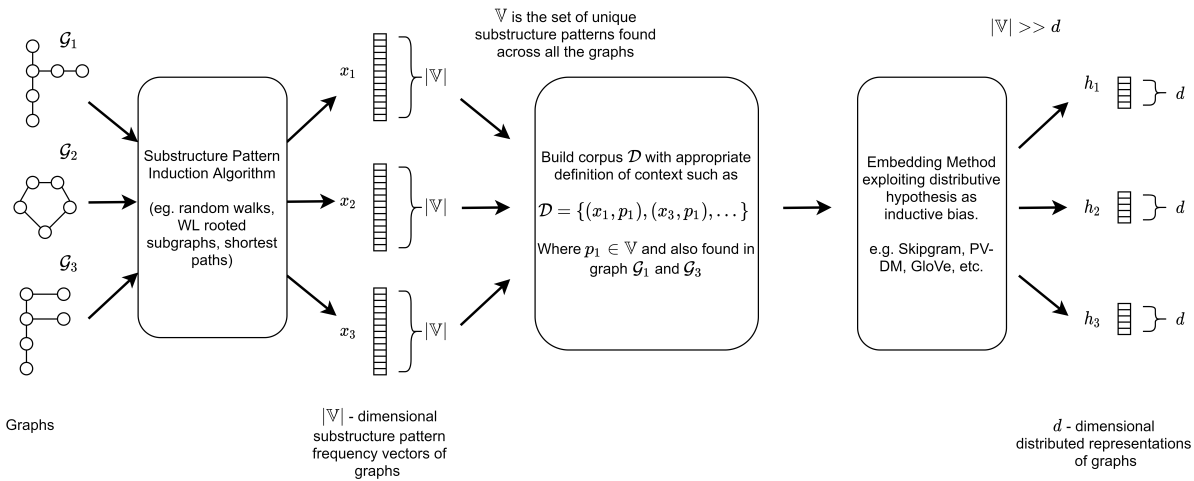 𝒢₁
𝒢₂
𝒢₃
Graphs
Substructure Pattern
Induction Algorithm
(eg. random walks,
WL rooted
subgraphs, shortest
paths)
x₁
|𝕍|
x₂
|𝕍|
x₃
|𝕍|
|𝕍| - dimensional
substructure pattern
frequency vectors of
graphs
𝕍 is the set of unique
substructure patterns found
across all the graphs
Build corpus 𝒟 with appropriate
definition of context such as
𝒟 = {(x₁, p₁), (x₃, p₁), ... }
Where p₁ ∈ 𝕍 and also found in
graph 𝒢₁ and 𝒢₃
Embedding Method
exploiting distributive
hypothesis as
inductive bias.
e.g. Skipgram, PV-
DM, GloVe, etc.
|𝕍| >> d
h₁
d
h₂
d
h₃
d
d - dimensional
distributed representations
of graphs